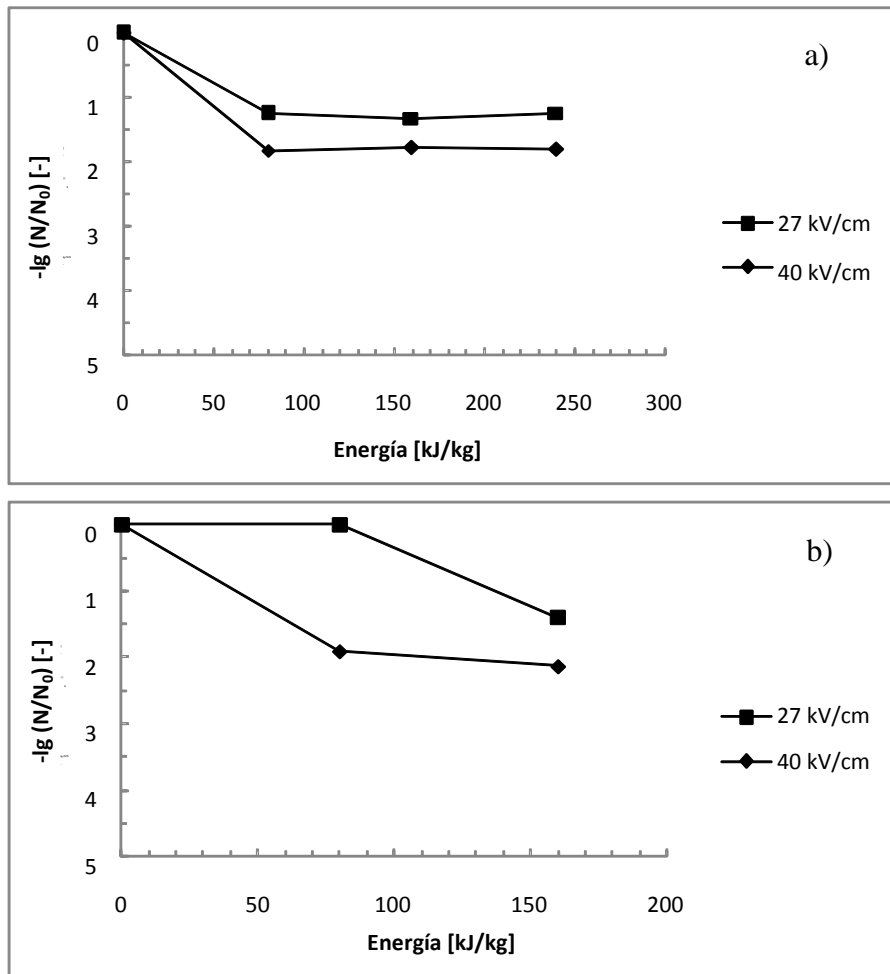 a)
0
1
2
3
4
5
-lg (N/N₀) [-]
0 50 100 150 200 250 300
Energía [kJ/kg]
27 kV/cm
40 kV/cm
b)
0
1
2
3
4
5
-lg (N/N₀) [-]
0 50 100 150 200
Energía [kJ/kg]
27 kV/cm
40 kV/cm